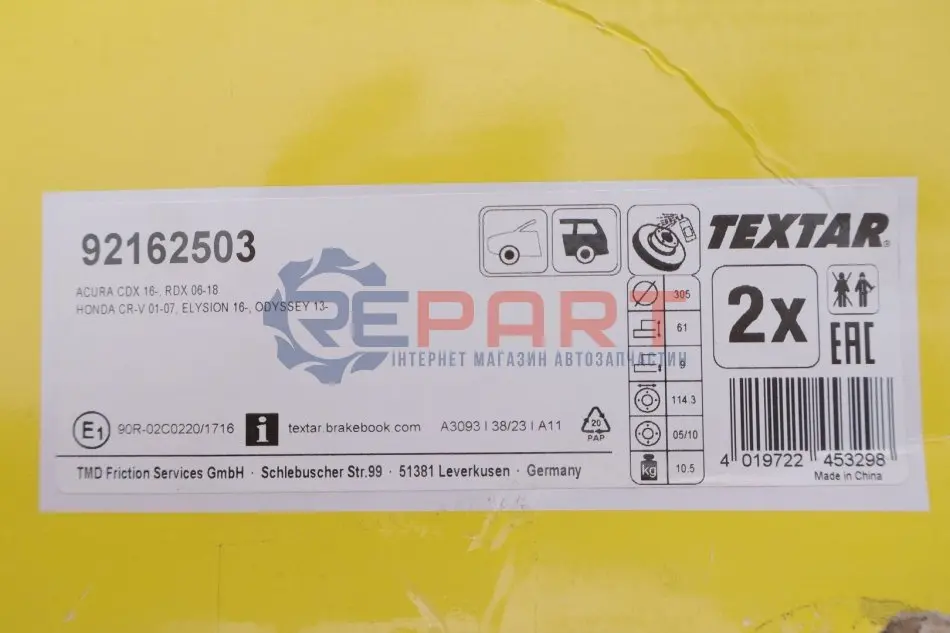 92162503
TEXTAR®
ACURA CDX 16-, RDX 06-18
HONDA CR-V 01-07, ELYSION 16-, ODYSSEY 13-
REPART
ІНТЕРНЕТ МАГАЗИН АВТОЗАПЧАСТИН
305
61
9
114.3
05/10
kg 10.5
2x
EAC
E1 90R-02C0220/1716
i textar.brakebook.com
A3093 I 38/23 I A11
20
PAP
TMD Friction Services GmbH · Schlebuscher Str.99 · 51381 Leverkusen · Germany
4 019722 453298
Made in China